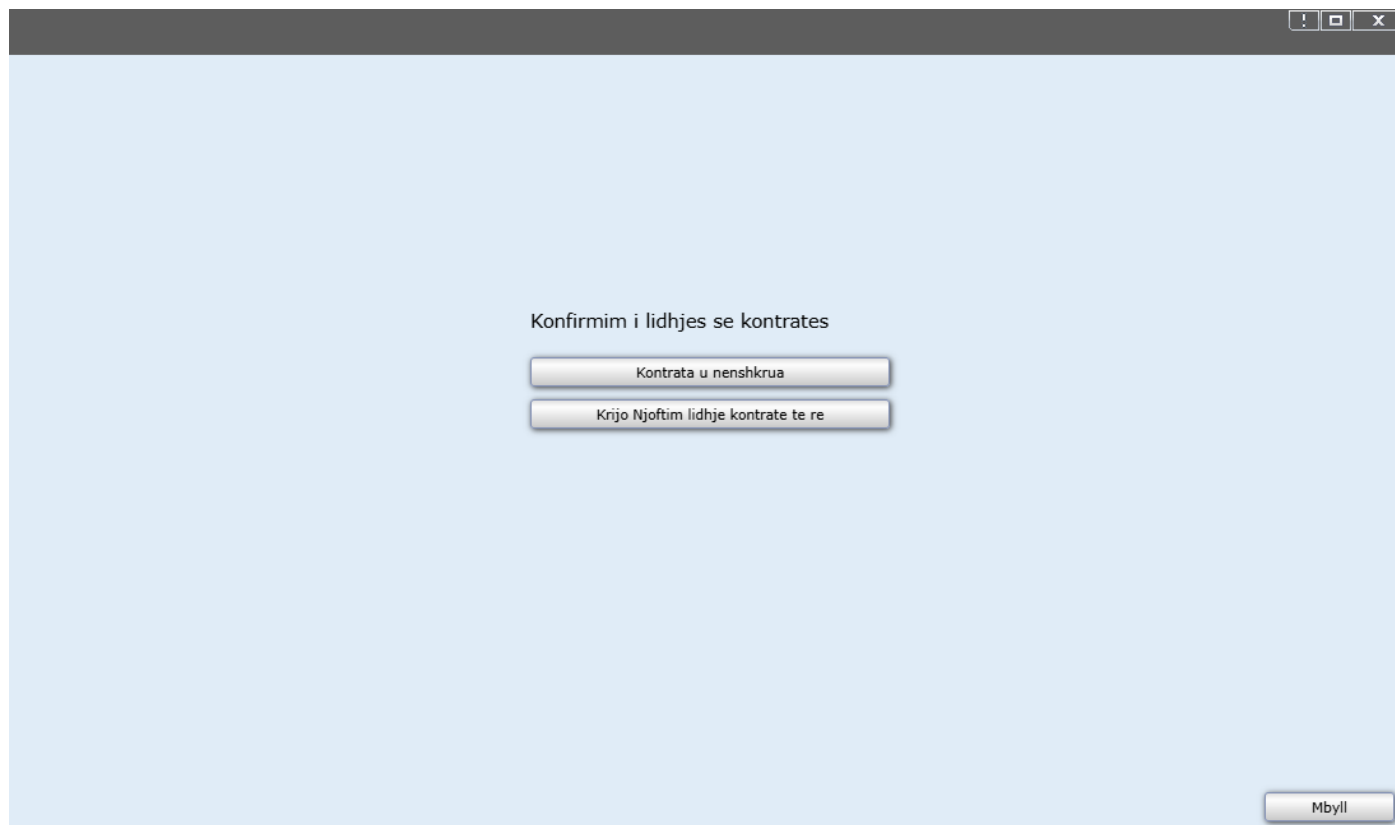 Konfirmim i lidhjes se kontrates
Kontrata u nenshkrua
Krijo Njoftim lidhje kontrate te re
Mbyll